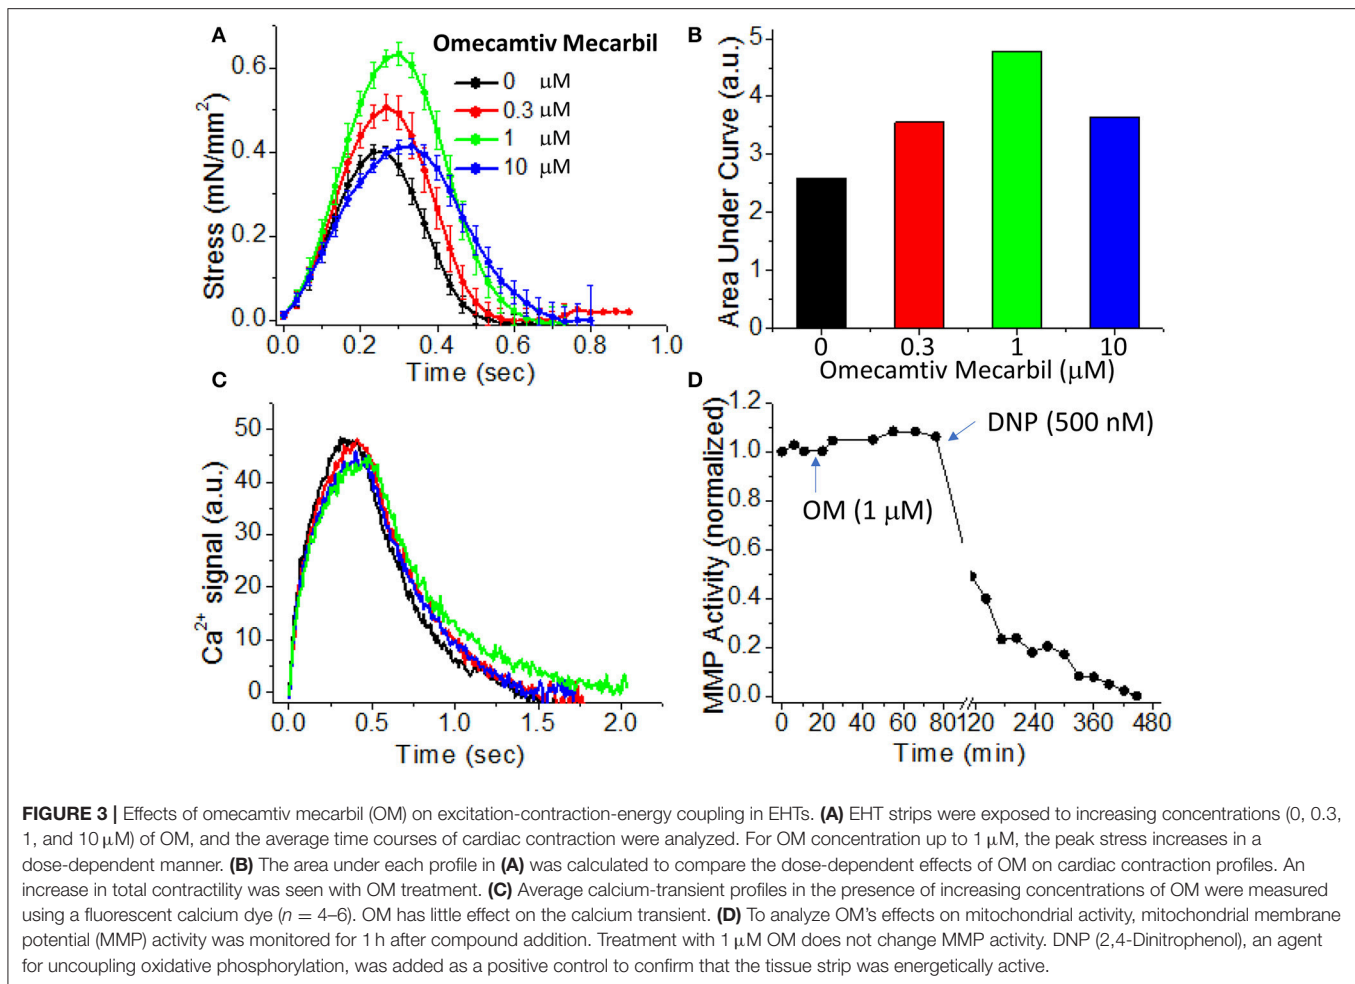 A
Omecamtiv Mecarbil
0 μM
0.3 μM
1 μM
10 μM
Stress (mN/mm²)
0.6
0.4
0.2
0.0
0.0 0.2 0.4 0.6 0.8 1.0
Time (sec)
B
Area Under Curve (a.u.)
5
4
3
2
1
0
0 0.3 1 10
Omecamtiv Mecarbil (μM)
C
Ca²⁺ signal (a.u.)
50
40
30
20
10
0
0.0 0.5 1.0 1.5 2.0
Time (sec)
D
MMP Activity (normalized)
1.2
1.0
0.8
0.6
0.4
0.2
0.0
DNP (500 nM)
OM (1 μM)
0 20 40 60 80 120 240 360 480
Time (min)
FIGURE 3 | Effects of omecamtiv mecarbil (OM) on excitation-contraction-energy coupling in EHTs. (A) EHT strips were exposed to increasing concentrations (0, 0.3,
1, and 10 μM) of OM, and the average time courses of cardiac contraction were analyzed. For OM concentration up to 1 μM, the peak stress increases in a
dose-dependent manner. (B) The area under each profile in (A) was calculated to compare the dose-dependent effects of OM on cardiac contraction profiles. An
increase in total contractility was seen with OM treatment. (C) Average calcium-transient profiles in the presence of increasing concentrations of OM were measured
using a fluorescent calcium dye (n = 4–6). OM has little effect on the calcium transient. (D) To analyze OM's effects on mitochondrial activity, mitochondrial membrane
potential (MMP) activity was monitored for 1 h after compound addition. Treatment with 1 μM OM does not change MMP activity. DNP (2,4-Dinitrophenol), an agent
for uncoupling oxidative phosphorylation, was added as a positive control to confirm that the tissue strip was energetically active.